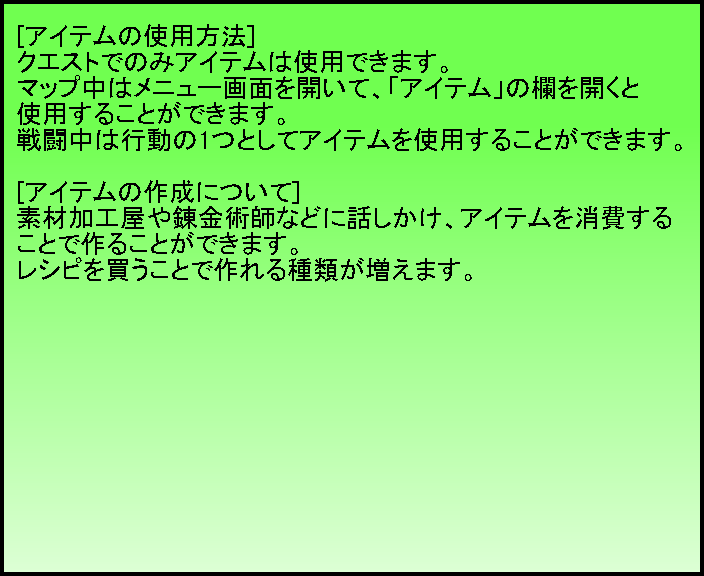 [アイテムの使用方法]
クエストでのみアイテムは使用できます。
マップ中はメニュー画面を開いて、「アイテム」の欄を開くと
使用することができます。
戦闘中は行動の1つとしてアイテムを使用することができます。
[アイテムの作成について]
素材加工屋や錬金術師などに話しかけ、アイテムを消費する
ことで作ることができます。
レシピを買うことで作れる種類が増えます。